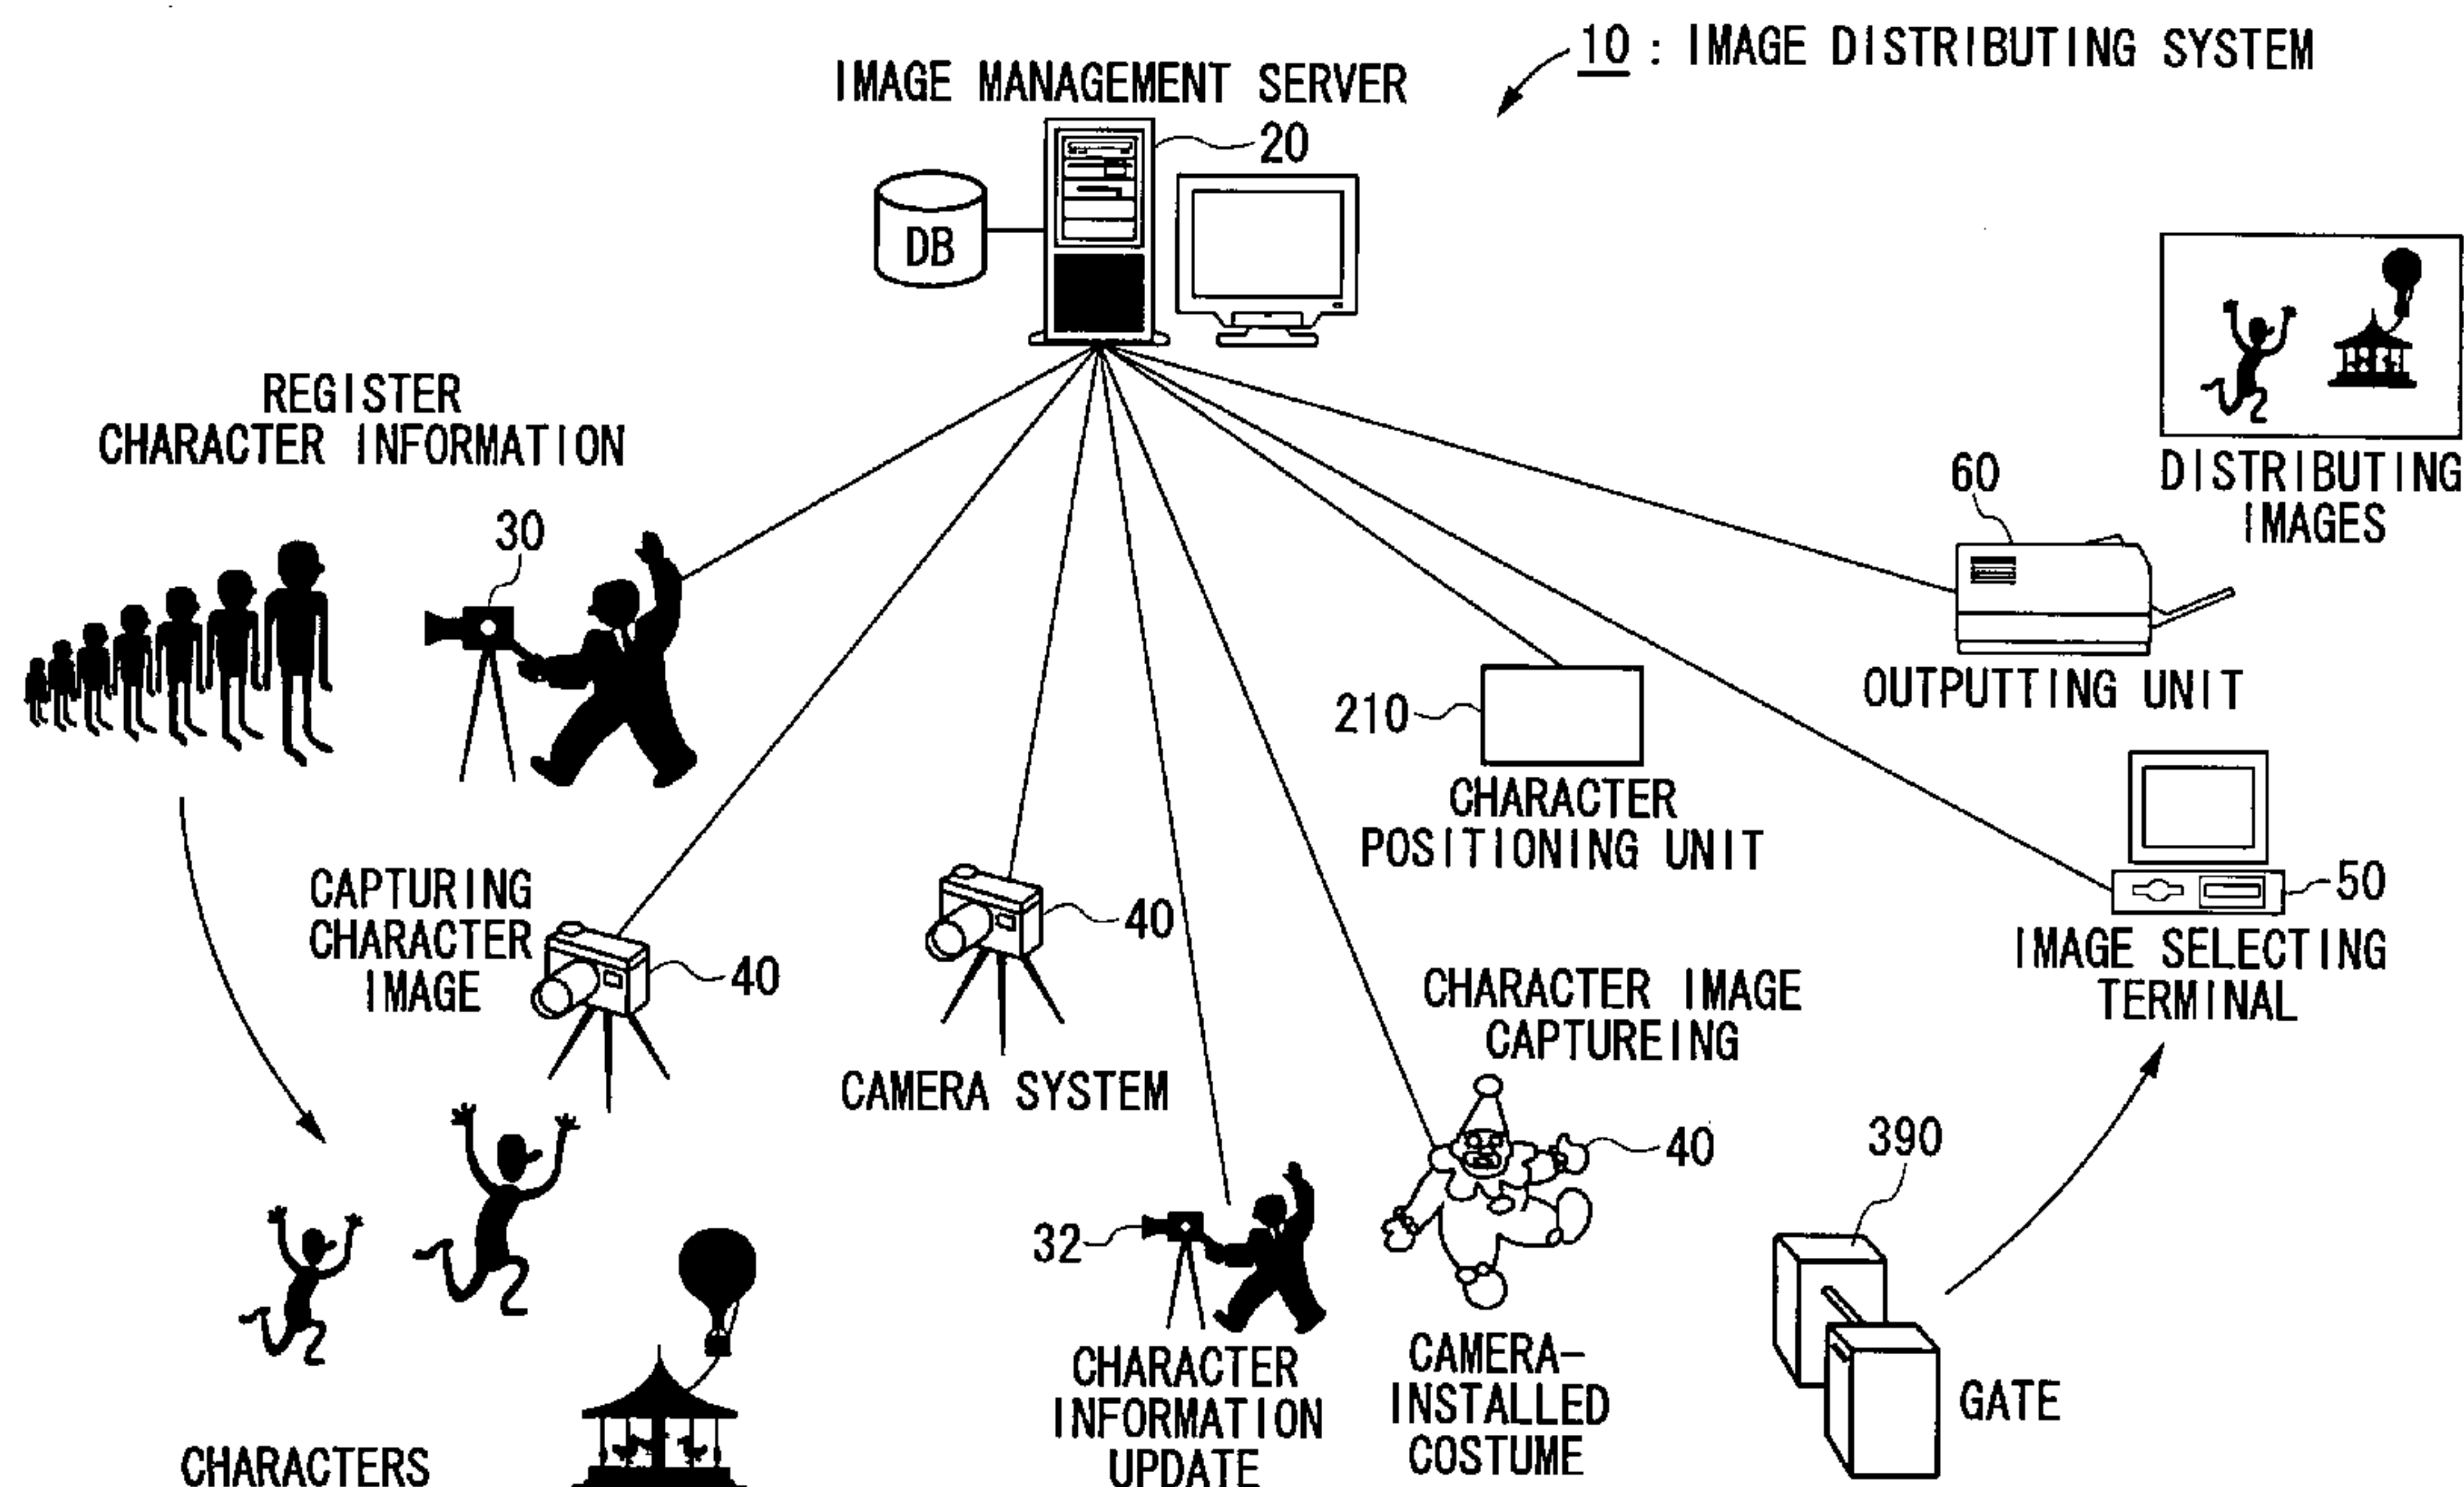 10 : IMAGE DISTRIBUTING SYSTEM
IMAGE MANAGEMENT SERVER
20
DB
REGISTER
CHARACTER INFORMATION
30
60
DISTRIBUTING
IMAGES
OUTPUTTING UNIT
210
CHARACTER
POSITIONING UNIT
50
IMAGE SELECTING
TERMINAL
CAPTURING
CHARACTER
IMAGE
40
40
CAMERA SYSTEM
CHARACTER IMAGE
CAPTUREING
40
390
32
CHARACTER
INFORMATION
UPDATE
CAMERA-
INSTALLED
COSTUME
GATE
CHARACTERS